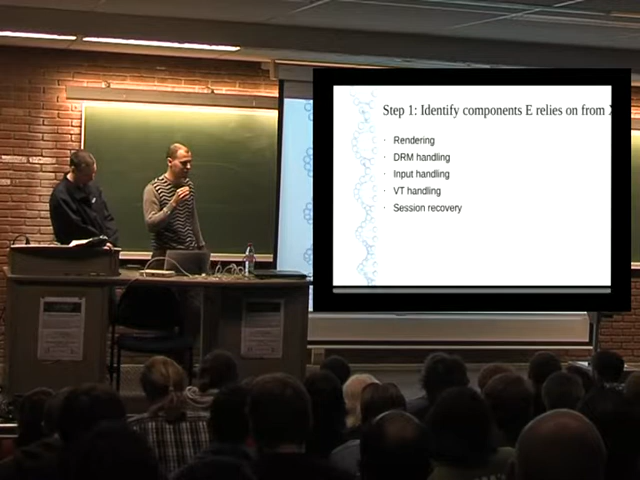 Step 1: Identify components E relies on from X
· Rendering
· DRM handling
· Input handling
· VT handling
· Session recovery